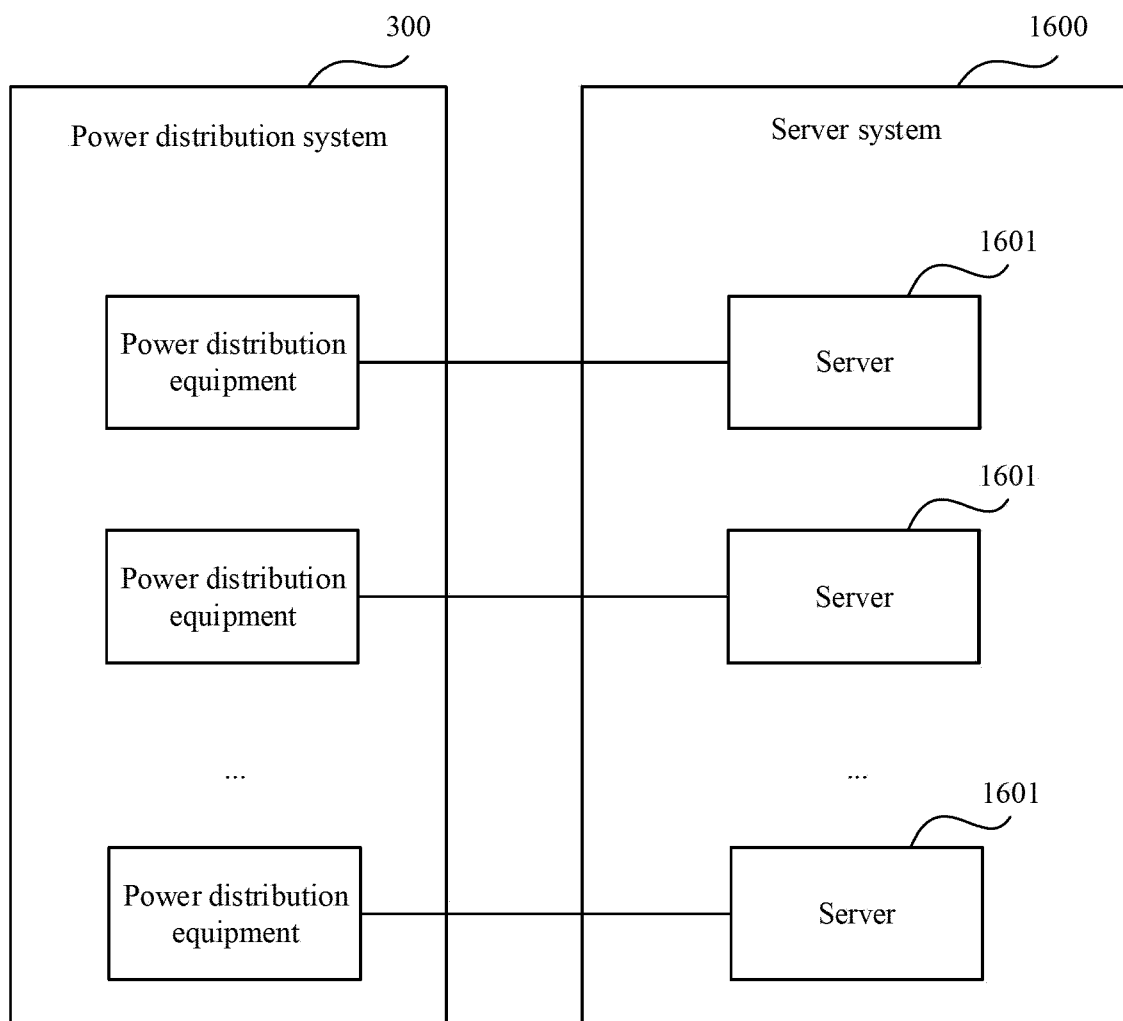 300
1600
Power distribution system
Server system
1601
Power distribution
equipment
Server
1601
Power distribution
equipment
Server
...
...
1601
Power distribution
equipment
Server